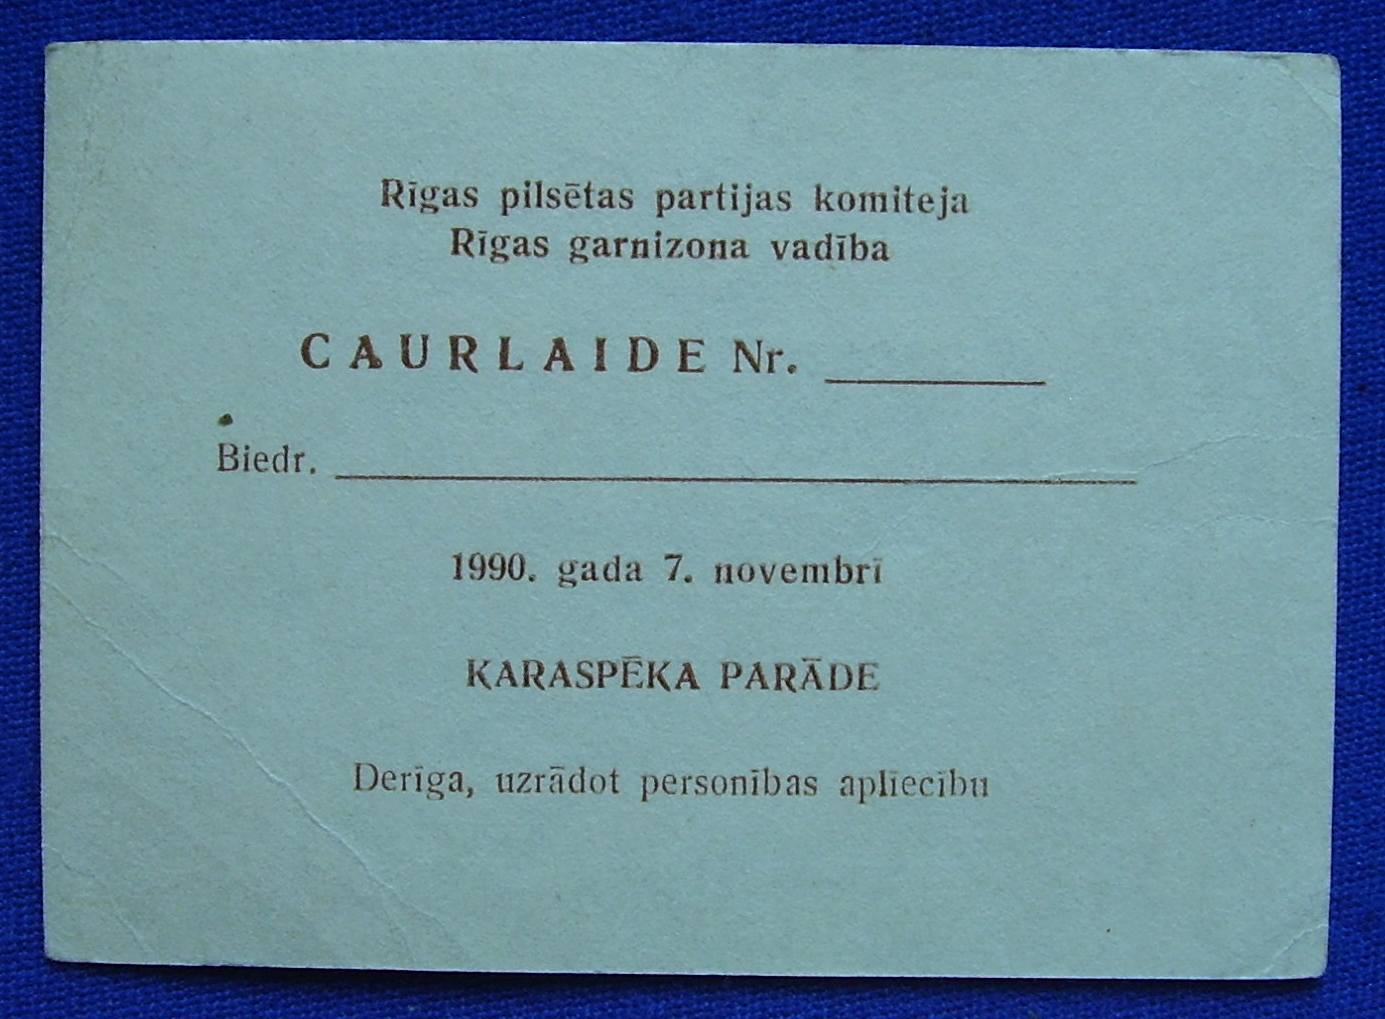 Rīgas pilsētas partijas komiteja
Rīgas garnizona vadība
CAURLAIDE Nr.
Biedr.
1990. gada 7. novembrī
KARASPĒKA PARĀDE
Derīga, uzrādot personības apliecību